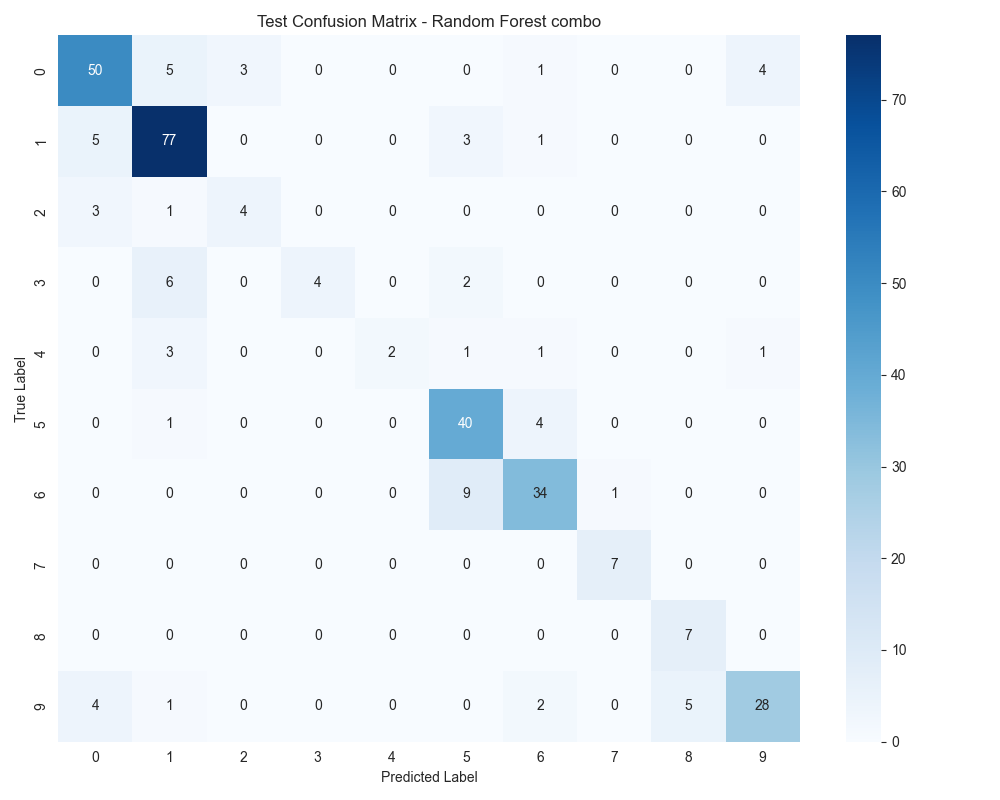 Test Confusion Matrix - Random Forest combo
0 50 5 3 0 0 0 1 0 0 4
1 5 77 0 0 0 3 1 0 0 0
2 3 1 4 0 0 0 0 0 0 0
3 0 6 0 4 0 2 0 0 0 0
4 0 3 0 0 2 1 1 0 0 1
5 0 1 0 0 0 40 4 0 0 0
6 0 0 0 0 0 9 34 1 0 0
7 0 0 0 0 0 0 0 7 0 0
8 0 0 0 0 0 0 0 0 7 0
9 4 1 0 0 0 0 2 0 5 28
0 1 2 3 4 5 6 7 8 9
Predicted Label
True Label
70
60
50
40
30
20
10
0